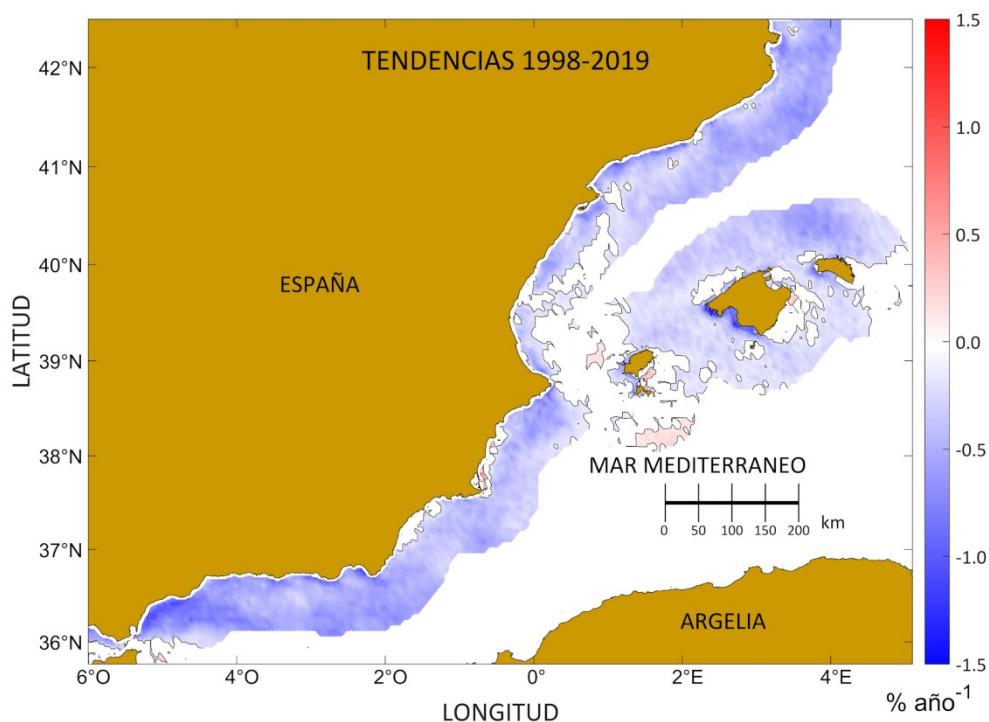 TENDENCIAS 1998-2019
42°N
41°N
40°N
39°N
38°N
37°N
36°N
LATITUD
ESPAÑA
MAR MEDITERRANEO
0 50 100 150 200 km
ARGELIA
6°O 4°O 2°O 0° 2°E 4°E
LONGITUD
1.5
1.0
0.5
0.0
-0.5
-1.0
-1.5
% año⁻¹